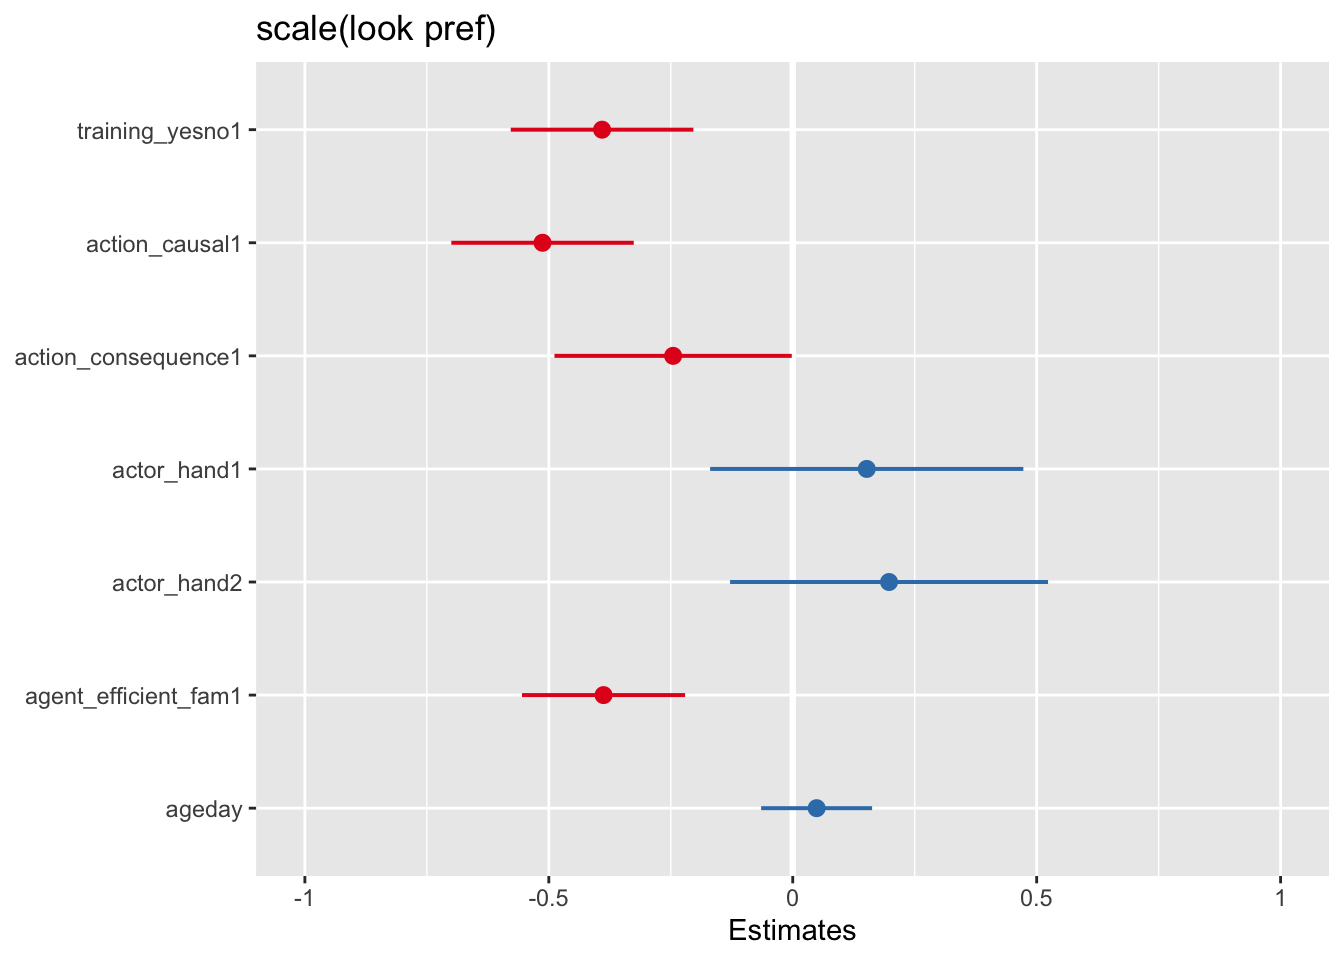 scale(look pref)
training_yesno1
action_causal1
action_consequence1
actor_hand1
actor_hand2
agent_efficient_fam1
ageday
-1 -0.5 0 0.5 1
Estimates